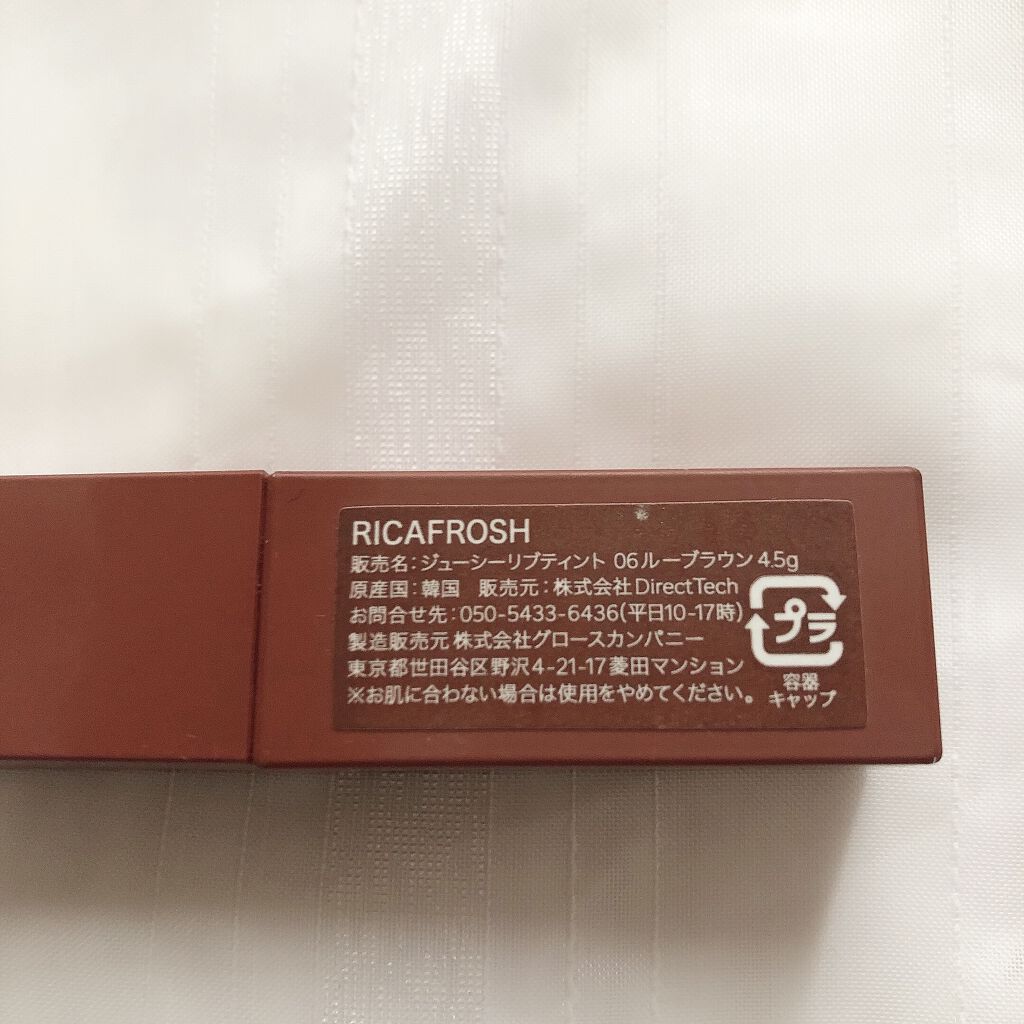 RICAFROSH
販売名:ジューシーリブティント 06ルーブラウン 4.5g
原産国:韓国 販売元:株式会社DirectTech
お問合せ先:050-5433-6436(平日10-17時)
製造販売元 株式会社グロースカンパニー
東京都世田谷区野沢4-21-17菱田マンション
※お肌に合わない場合は使用をやめてください。
プラ
容器
キャップ